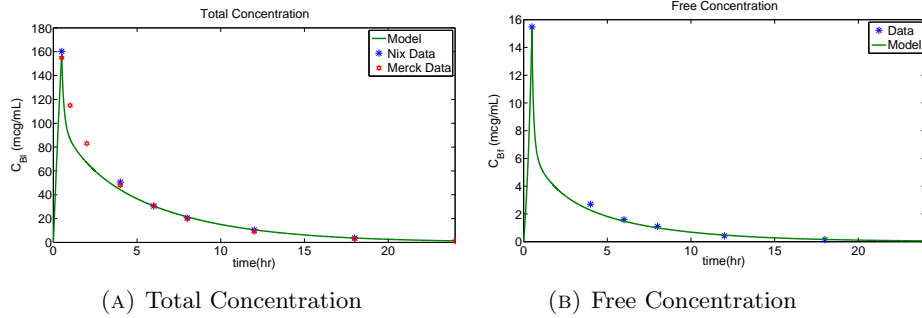 Total Concentration
180
160
140
120
100
80
60
40
20
0
0 5 10 15 20
C_Bl (mcg/mL)
time(hr)
Model
Nix Data
Merck Data
(A) Total Concentration
Free Concentration
16
14
12
10
8
6
4
2
0
0 5 10 15 20
C_Bf (mcg/mL)
time(hr)
Data
Model
(B) Free Concentration